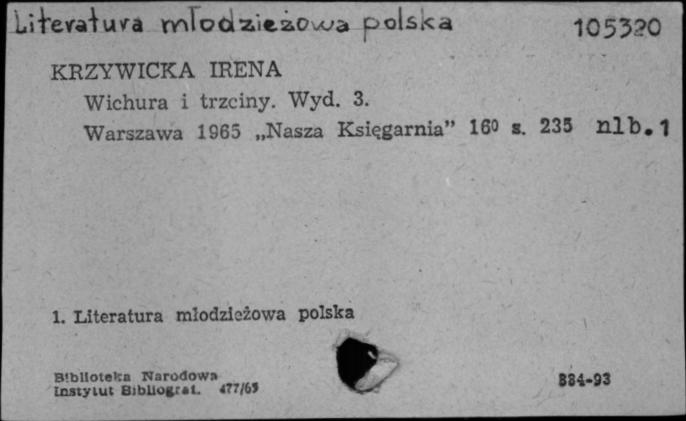 Literatura młodzieżowa polska 105320
KRZYWICKA IRENA
Wichura i trzciny. Wyd. 3.
Warszawa 1965 „Nasza Księgarnia” 16⁰ s. 235 nlb. 1
1. Literatura młodzieżowa polska
Biblioteka Narodowa
Instytut Bibliograf. 477/65 884-93